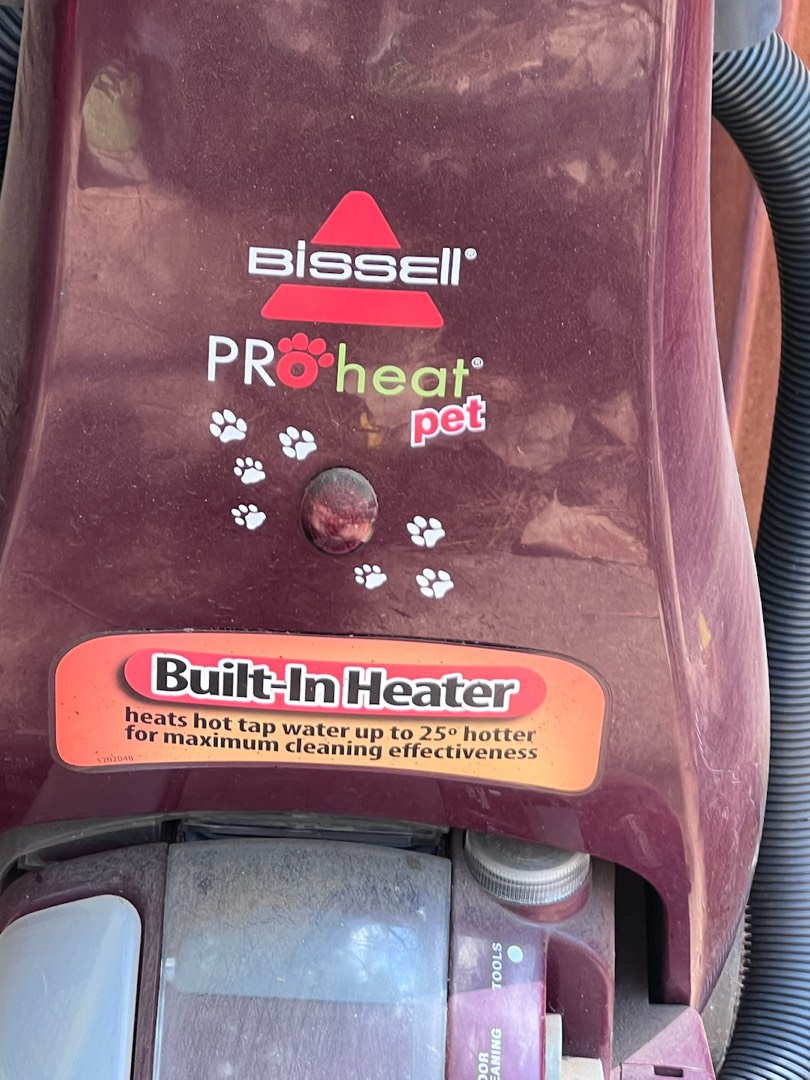 Bissell®
PROheat®
pet
Built-In Heater
heats hot tap water up to 25° hotter
for maximum cleaning effectiveness
1202048
TOOLS